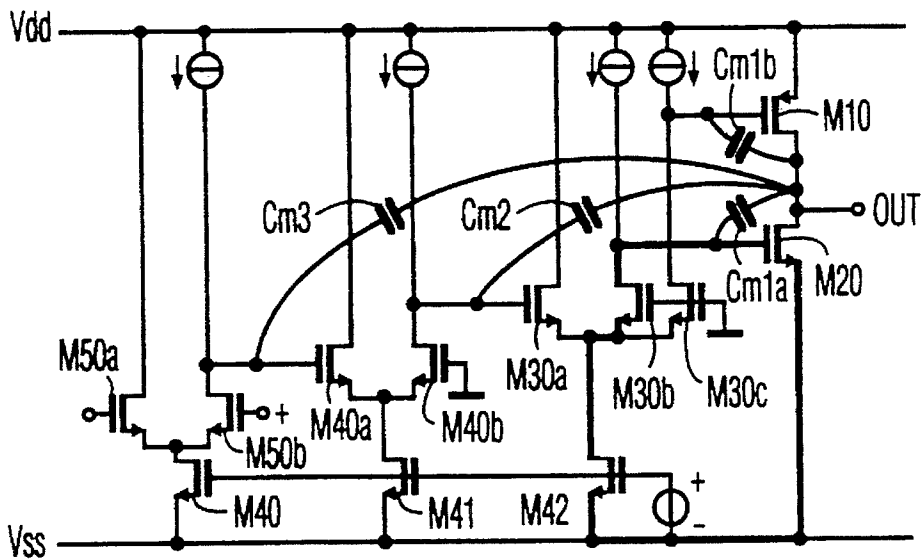 Vdd
Cm1b
M10
Cm3
Cm2
OUT
Cm1a
M20
M50a
M40a
M40b
M30a
M30b
M30c
+
M50b
M40
M41
M42
+
-
Vss